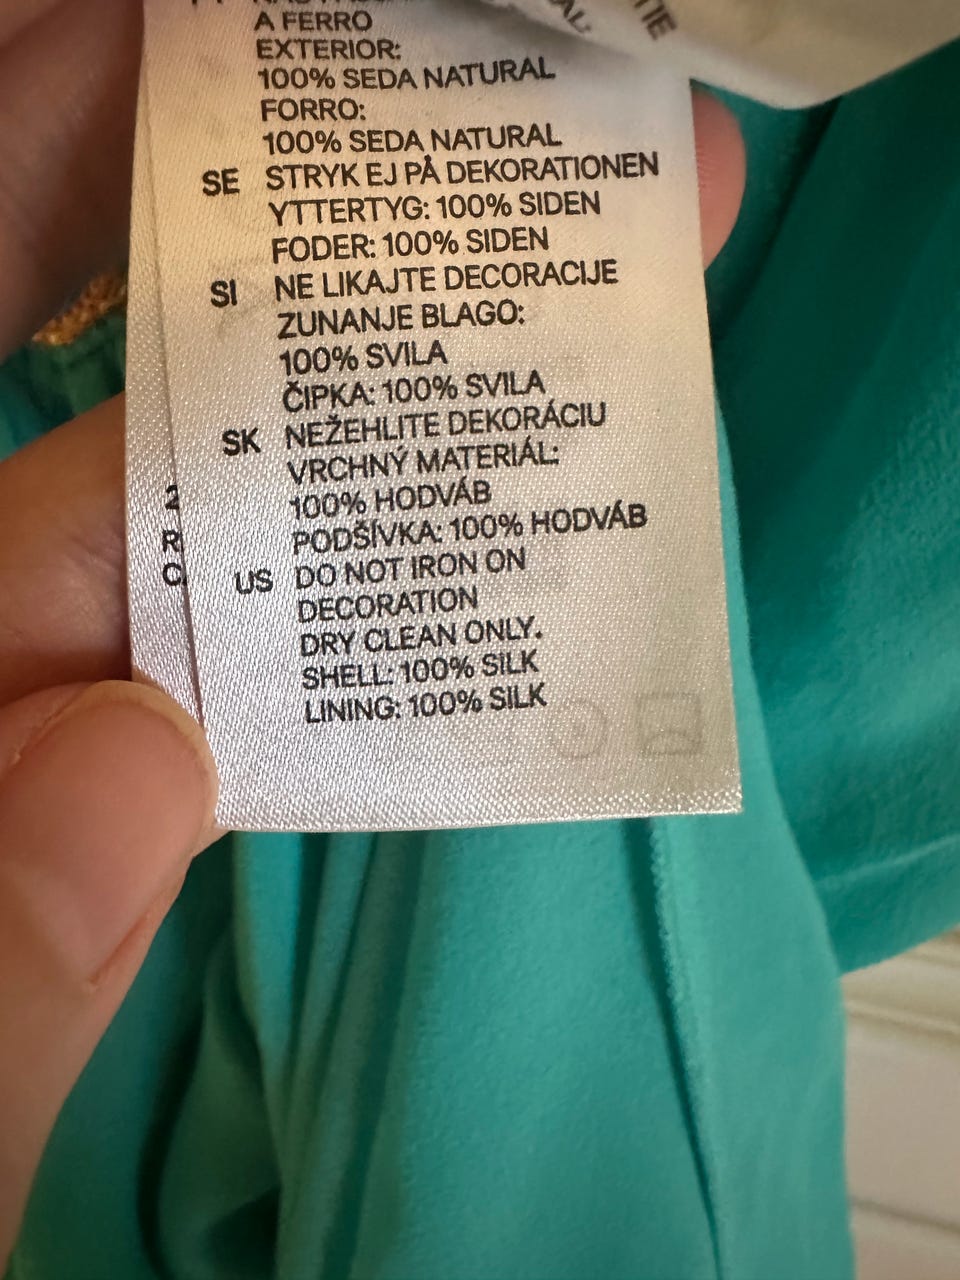 A FERRO
EXTERIOR:
100% SEDA NATURAL
FORRO:
100% SEDA NATURAL
SE STRYK EJ PÅ DEKORATIONEN
YTTERTYG: 100% SIDEN
FODER: 100% SIDEN
SI NE LIKAJTE DECORACIJE
ZUNANJE BLAGO:
100% SVILA
ČIPKA: 100% SVILA
SK NEŽEHLITE DEKORÁCIU
VRCHNÝ MATERIÁL:
100% HODVÁB
PODŠÍVKA: 100% HODVÁB
US DO NOT IRON ON
DECORATION
DRY CLEAN ONLY.
SHELL: 100% SILK
LINING: 100% SILK